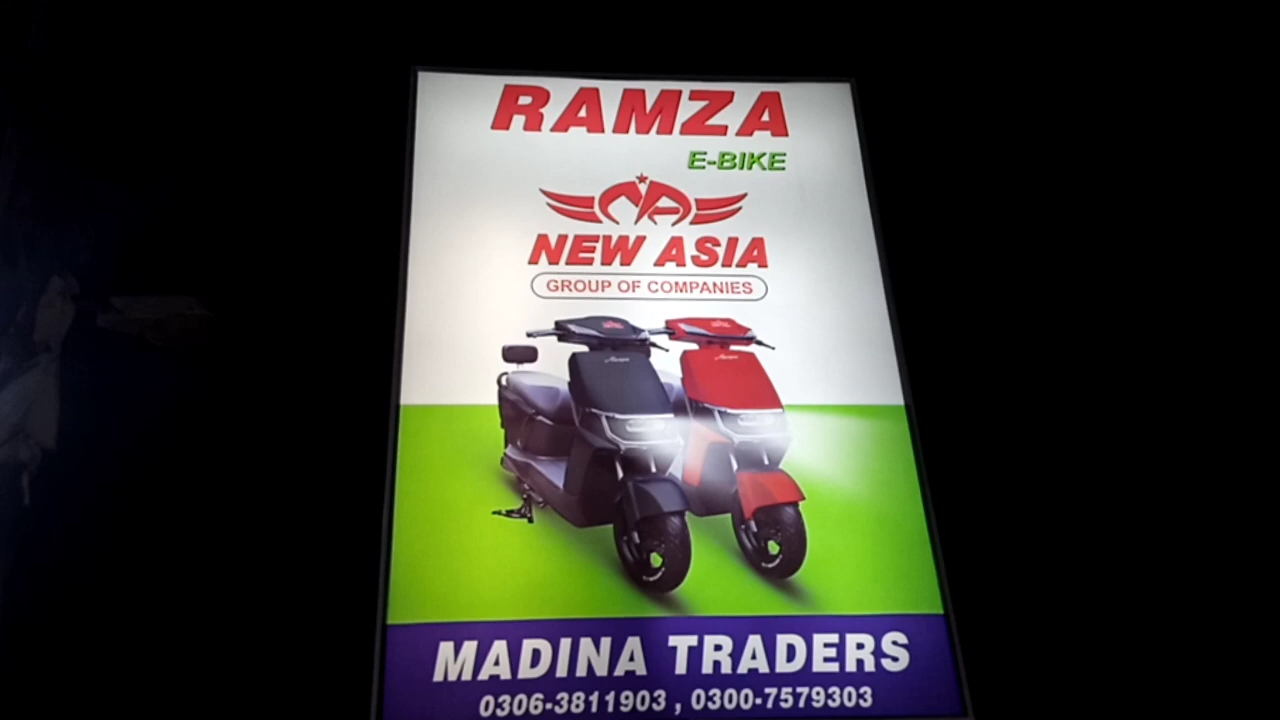 RAMZA
E-BIKE
NEW ASIA
GROUP OF COMPANIES
MADINA TRADERS
0306-3811903 , 0300-7579303